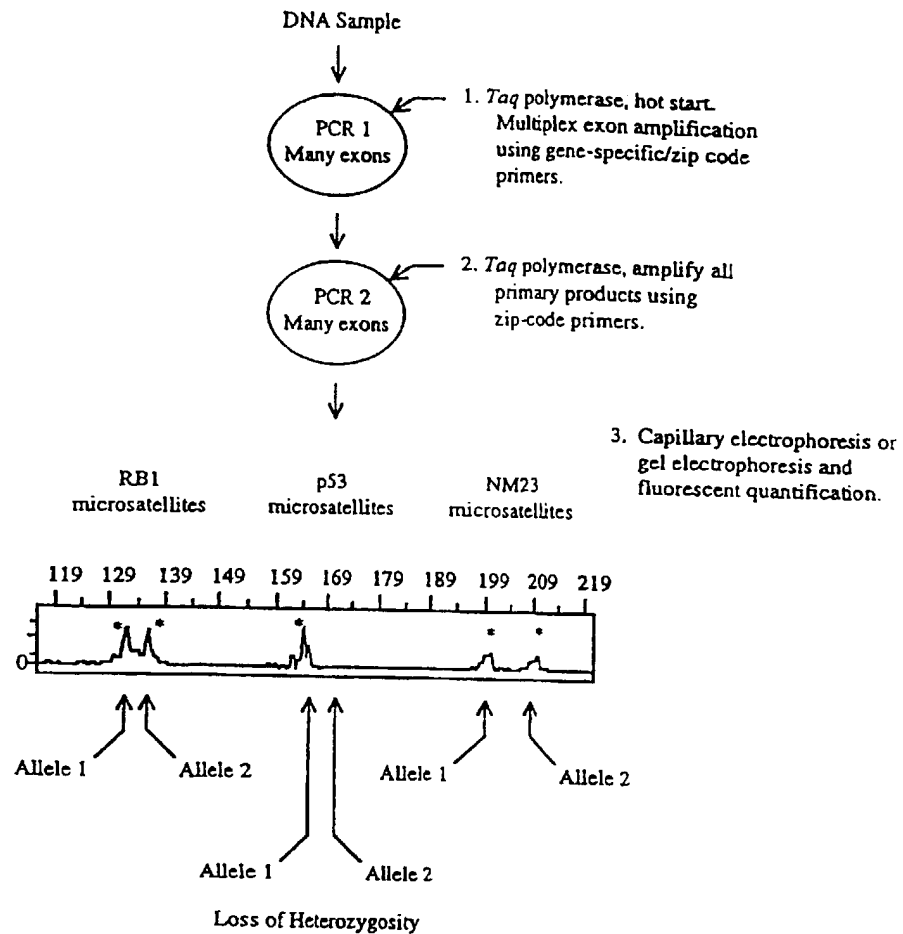 DNA Sample
PCR 1
Many exons
1. Taq polymerase, hot start.
Multiplex exon amplification
using gene-specific/zip code
primers.
PCR 2
Many exons
2. Taq polymerase, amplify all
primary products using
zip-code primers.
3. Capillary electrophoresis or
gel electrophoresis and
fluorescent quantification.
RB1
microsatellites
p53
microsatellites
NM23
microsatellites
119 129 139 149 159 169 179 189 199 209 219
* * * * *
0
Allele 1 Allele 2 Allele 1 Allele 2
Allele 1 Allele 2
Loss of Heterozygosity